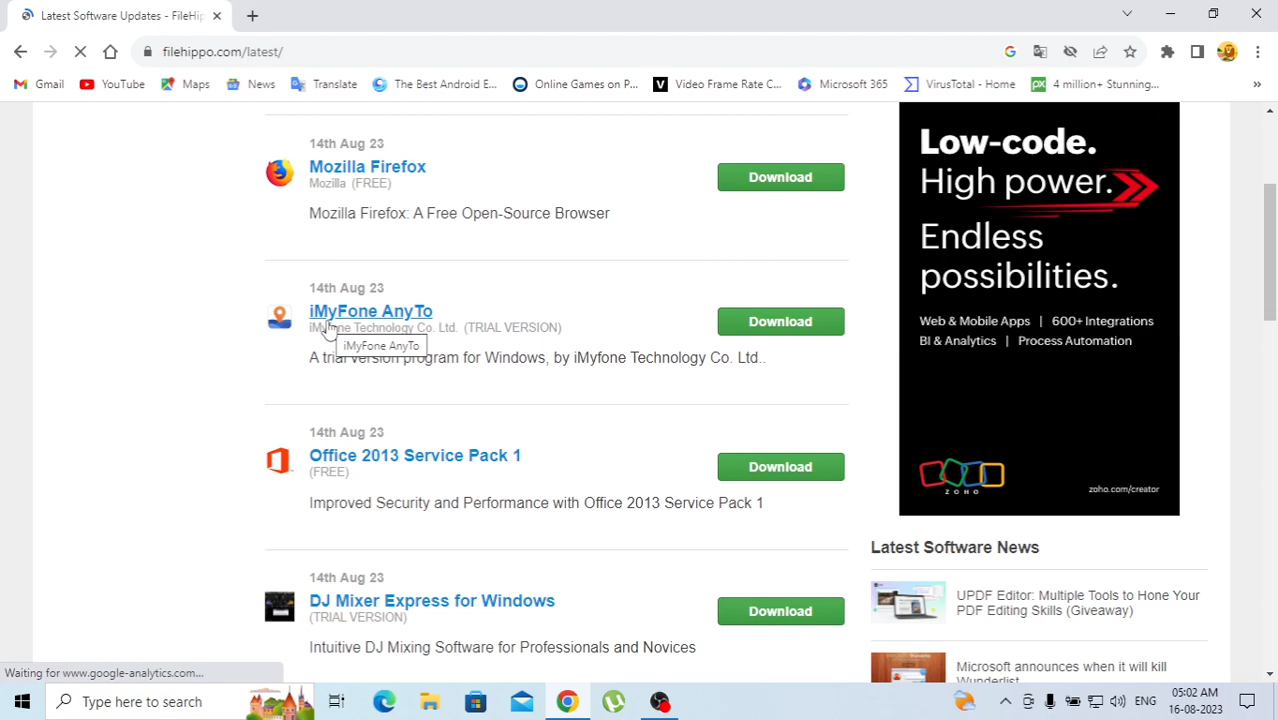 Latest Software Updates - FileHip
filehippo.com/latest/
Gmail
YouTube
Maps
News
Translate
The Best Android E...
Online Games on P...
Video Frame Rate C...
Microsoft 365
VirusTotal - Home
4 million+ Stunning...
14th Aug 23
Mozilla Firefox
Mozilla (FREE)
Download
Mozilla Firefox: A Free Open-Source Browser
14th Aug 23
iMyFone AnyTo
iMyfone Technology Co. Ltd. (TRIAL VERSION)
Download
iMyFone AnyTo
A trial version program for Windows, by iMyfone Technology Co. Ltd..
14th Aug 23
Office 2013 Service Pack 1
(FREE)
Download
Improved Security and Performance with Office 2013 Service Pack 1
14th Aug 23
DJ Mixer Express for Windows
(TRIAL VERSION)
Download
Intuitive DJ Mixing Software for Professionals and Novices
Low-code.
High power.
Endless
possibilities.
Web & Mobile Apps | 600+ Integrations
BI & Analytics | Process Automation
ZOHO
zoho.com/creator
Latest Software News
UPDF Editor: Multiple Tools to Hone Your
PDF Editing Skills (Giveaway)
Microsoft announces when it will kill
Wunderlist
Waiting for www.google-analytics.com...
Type here to search
ENG
05:02 AM
16-08-2023